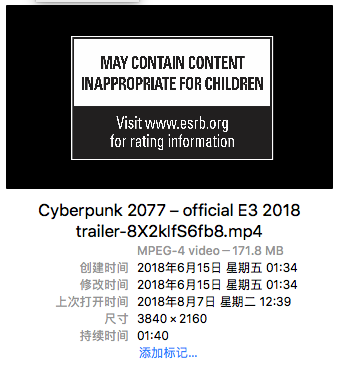 MAY CONTAIN CONTENT
INAPPROPRIATE FOR CHILDREN
Visit www.esrb.org
for rating information
Cyberpunk 2077 – official E3 2018
trailer-8X2kIfS6fb8.mp4
MPEG-4 video – 171.8 MB
创建时间 2018年6月15日 星期五 01:34
修改时间 2018年6月15日 星期五 01:34
上次打开时间 2018年8月7日 星期二 12:39
尺寸 3840 × 2160
持续时间 01:40
添加标记...